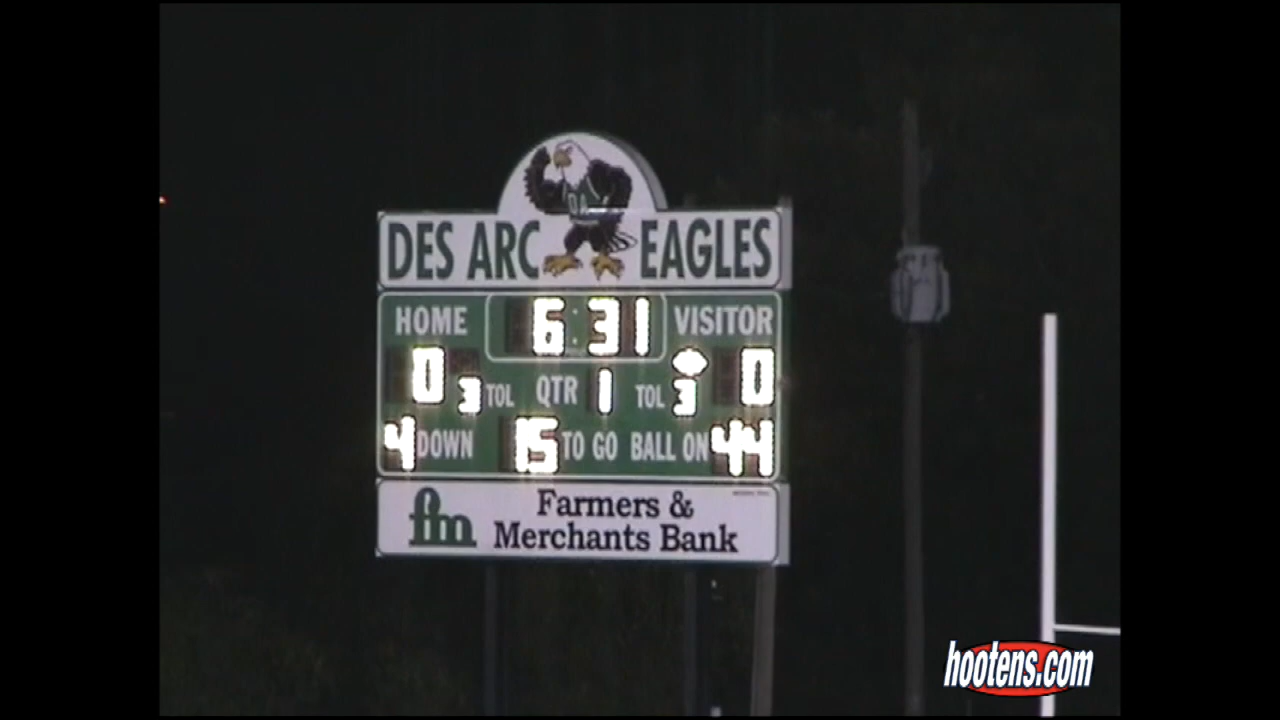 DA
DES ARC EAGLES
HOME 6:31 VISITOR
0 3 TOL QTR 1 TOL 3 0
4 DOWN 15 TO GO BALL ON 44
fm Farmers &
Merchants Bank
hootens.com